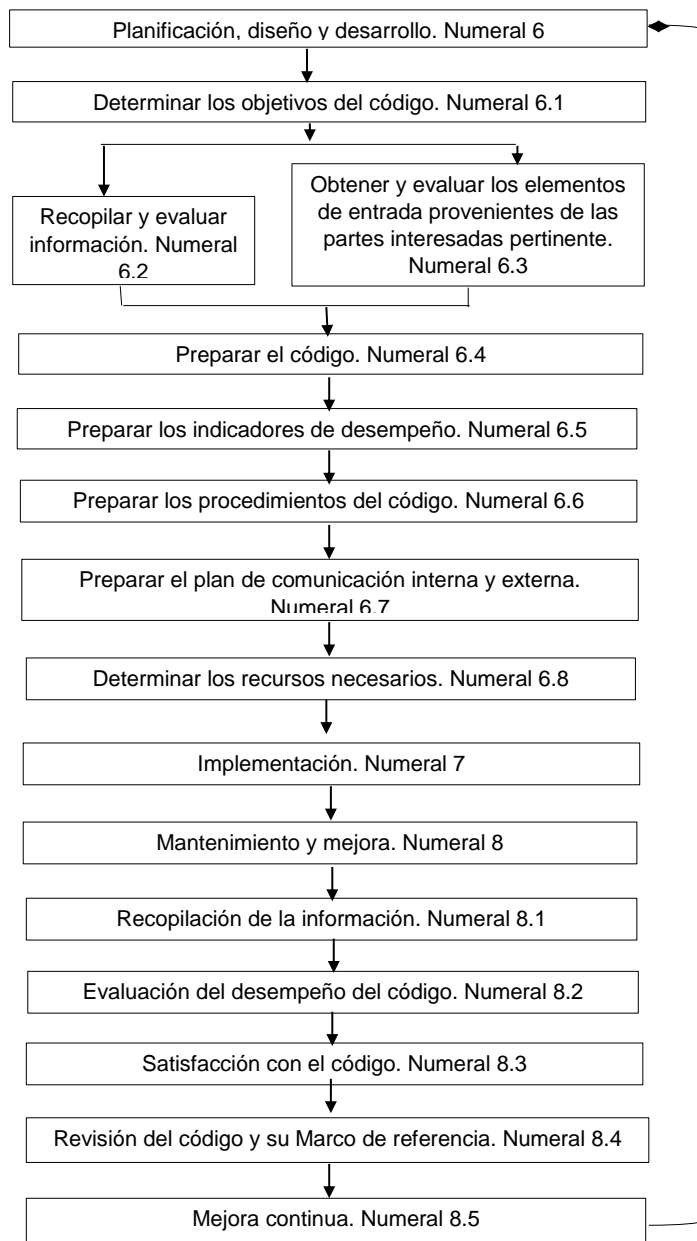 Planificación, diseño y desarrollo. Numeral 6
Determinar los objetivos del código. Numeral 6.1
Recopilar y evaluar
información. Numeral
6.2
Obtener y evaluar los elementos
de entrada provenientes de las
partes interesadas pertinente.
Numeral 6.3
Preparar el código. Numeral 6.4
Preparar los indicadores de desempeño. Numeral 6.5
Preparar los procedimientos del código. Numeral 6.6
Preparar el plan de comunicación interna y externa.
Numeral 6.7
Determinar los recursos necesarios. Numeral 6.8
Implementación. Numeral 7
Mantenimiento y mejora. Numeral 8
Recopilación de la información. Numeral 8.1
Evaluación del desempeño del código. Numeral 8.2
Satisfacción con el código. Numeral 8.3
Revisión del código y su Marco de referencia. Numeral 8.4
Mejora continua. Numeral 8.5